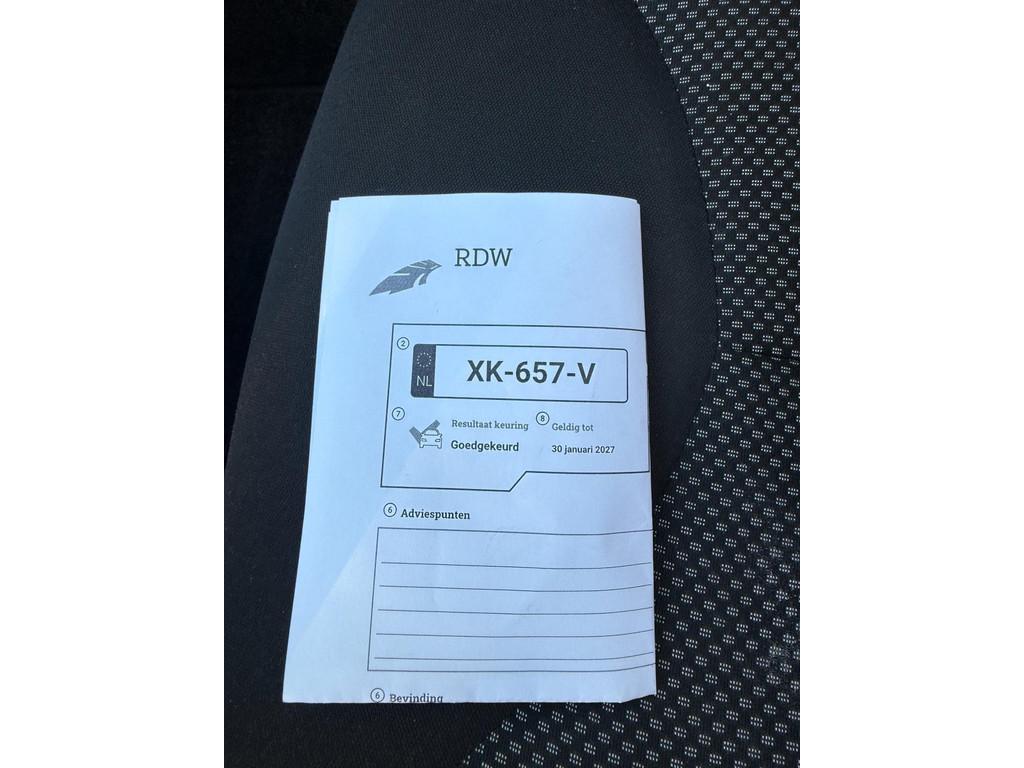 RDW
2
NL
XK-657-V
7
Resultaat keuring
Goedgekeurd
8
Geldig tot
30 januari 2027
6 Adviespunten
6 Bevinding